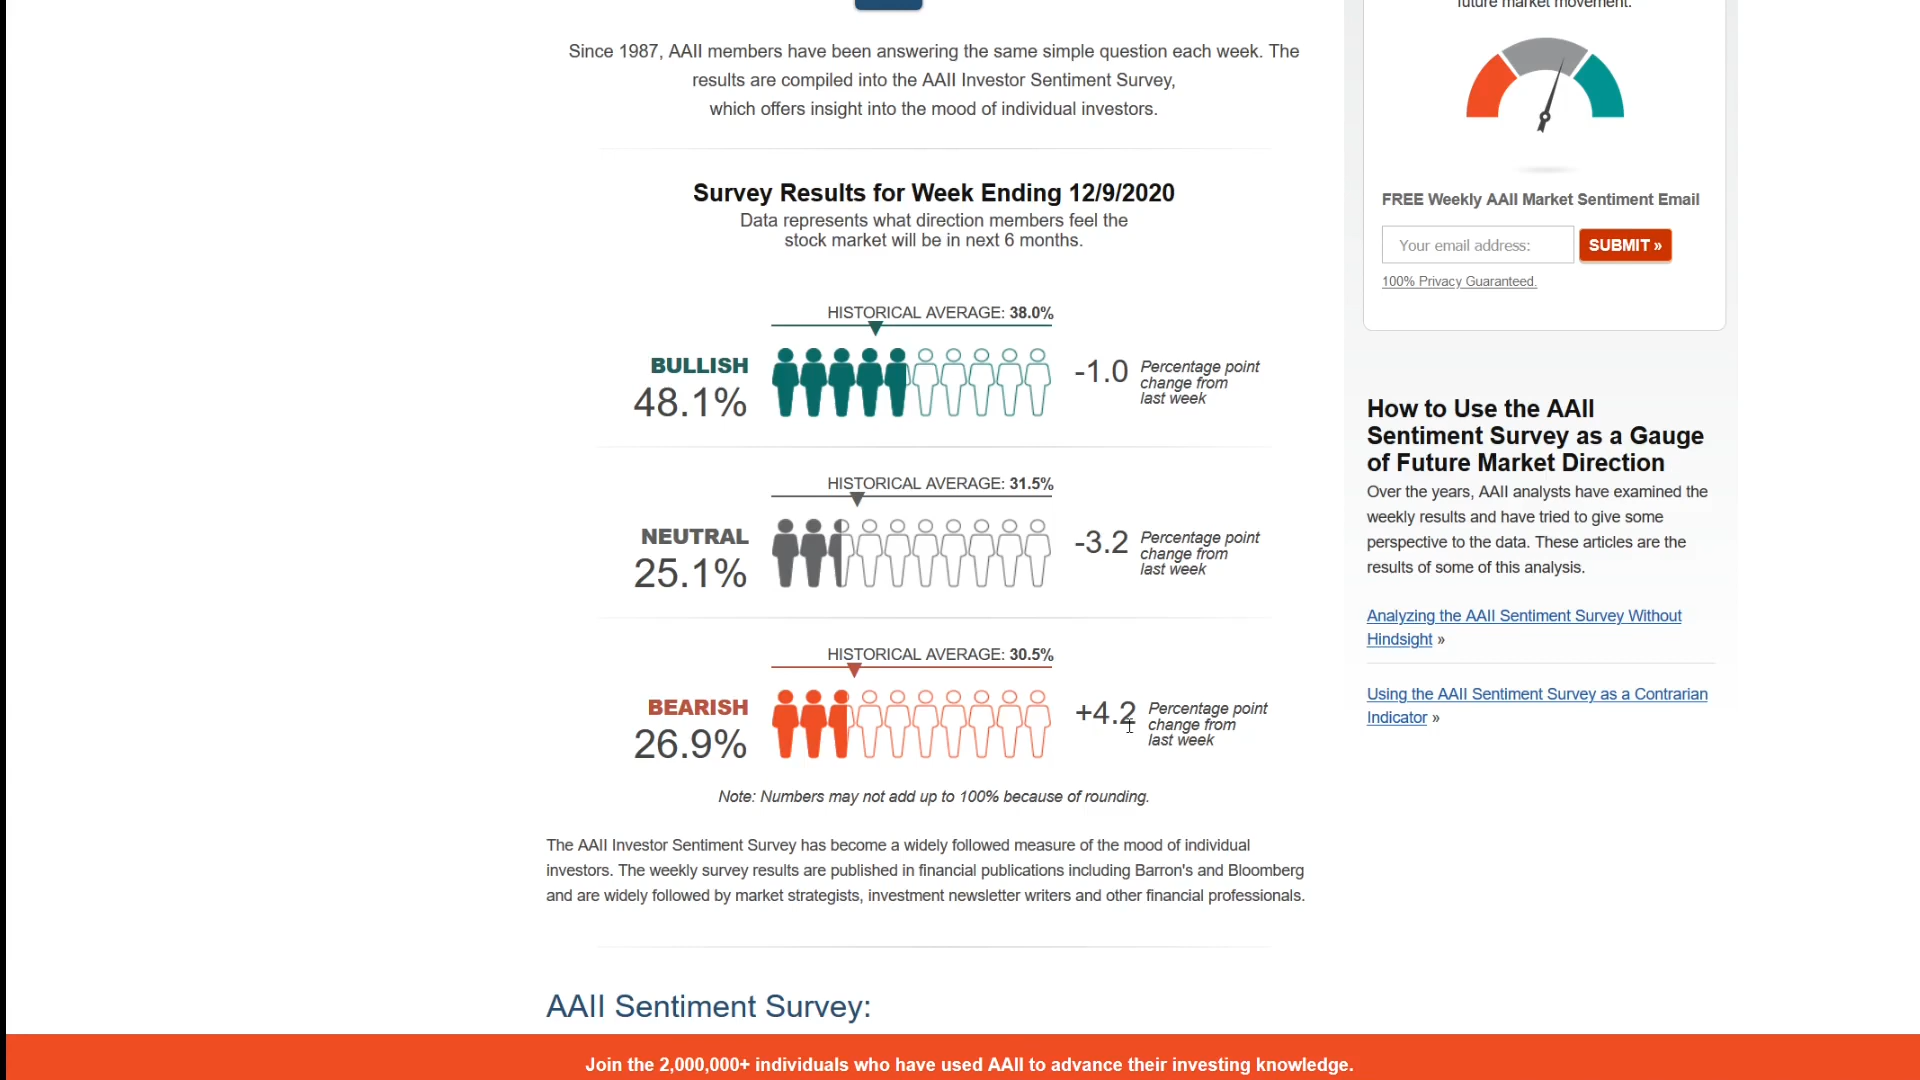 future market movement.
Since 1987, AAII members have been answering the same simple question each week. The
results are compiled into the AAII Investor Sentiment Survey,
which offers insight into the mood of individual investors.
Survey Results for Week Ending 12/9/2020
Data represents what direction members feel the
stock market will be in next 6 months.
HISTORICAL AVERAGE: 38.0%
BULLISH
48.1%
-1.0
Percentage point
change from
last week
HISTORICAL AVERAGE: 31.5%
NEUTRAL
25.1%
-3.2
Percentage point
change from
last week
HISTORICAL AVERAGE: 30.5%
BEARISH
26.9%
+4.2
Percentage point
change from
last week
Note: Numbers may not add up to 100% because of rounding.
The AAII Investor Sentiment Survey has become a widely followed measure of the mood of individual
investors. The weekly survey results are published in financial publications including Barron's and Bloomberg
and are widely followed by market strategists, investment newsletter writers and other financial professionals.
AAII Sentiment Survey:
FREE Weekly AAII Market Sentiment Email
Your email address:
SUBMIT »
100% Privacy Guaranteed.
How to Use the AAII
Sentiment Survey as a Gauge
of Future Market Direction
Over the years, AAII analysts have examined the
weekly results and have tried to give some
perspective to the data. These articles are the
results of some of this analysis.
Analyzing the AAII Sentiment Survey Without
Hindsight »
Using the AAII Sentiment Survey as a Contrarian
Indicator »
Join the 2,000,000+ individuals who have used AAII to advance their investing knowledge.